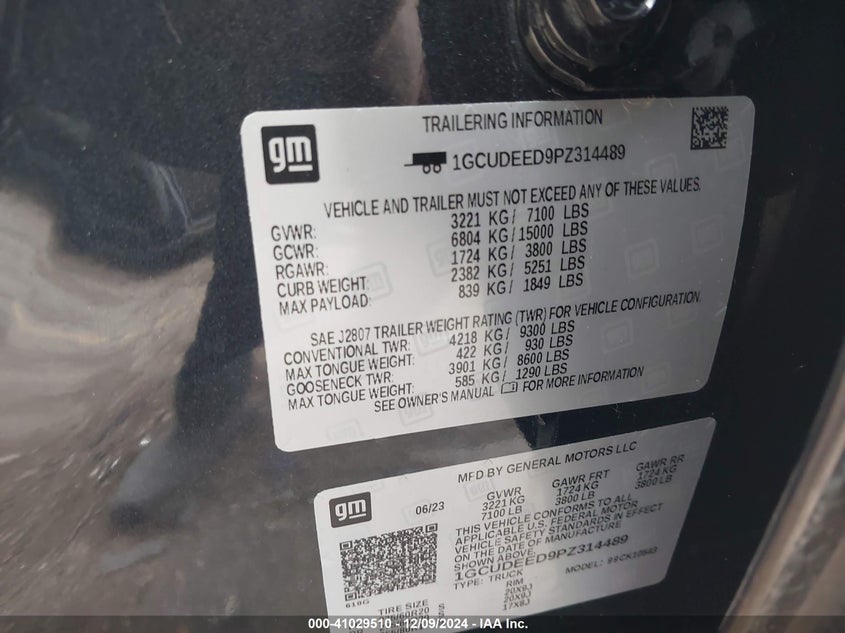 gm
TRAILERING INFORMATION
1GCUDEED9PZ314489
VEHICLE AND TRAILER MUST NOT EXCEED ANY OF THESE VALUES.
GVWR: 3221 KG / 7100 LBS
GCWR: 6804 KG / 15000 LBS
RGAWR: 1724 KG / 3800 LBS
CURB WEIGHT: 2382 KG / 5251 LBS
MAX PAYLOAD: 839 KG / 1849 LBS
SAE J2807 TRAILER WEIGHT RATING (TWR) FOR VEHICLE CONFIGURATION.
CONVENTIONAL TWR: 4218 KG / 9300 LBS
MAX TONGUE WEIGHT: 422 KG / 930 LBS
GOOSENECK TWR: 3901 KG / 8600 LBS
MAX TONGUE WEIGHT: 585 KG / 1290 LBS
SEE OWNER'S MANUAL FOR MORE INFORMATION
gm
MFD BY GENERAL MOTORS LLC
06/23 GVWR GAWR FRT GAWR RR
3221 KG 1724 KG 1724 KG
7100 LB 3800 LB 3800 LB
THIS VEHICLE CONFORMS TO ALL
APPLICABLE U.S. FEDERAL MOTOR
VEHICLE SAFETY STANDARDS IN EFFECT
ON THE DATE OF MANUFACTURE
SHOWN ABOVE.
1GCUDEED9PZ314489
TYPE: TRUCK MODEL:
TIRE SIZE RIM
20X9J
20X9J
17X8J
000-41029510 - 12/09/2024 - IAA Inc.